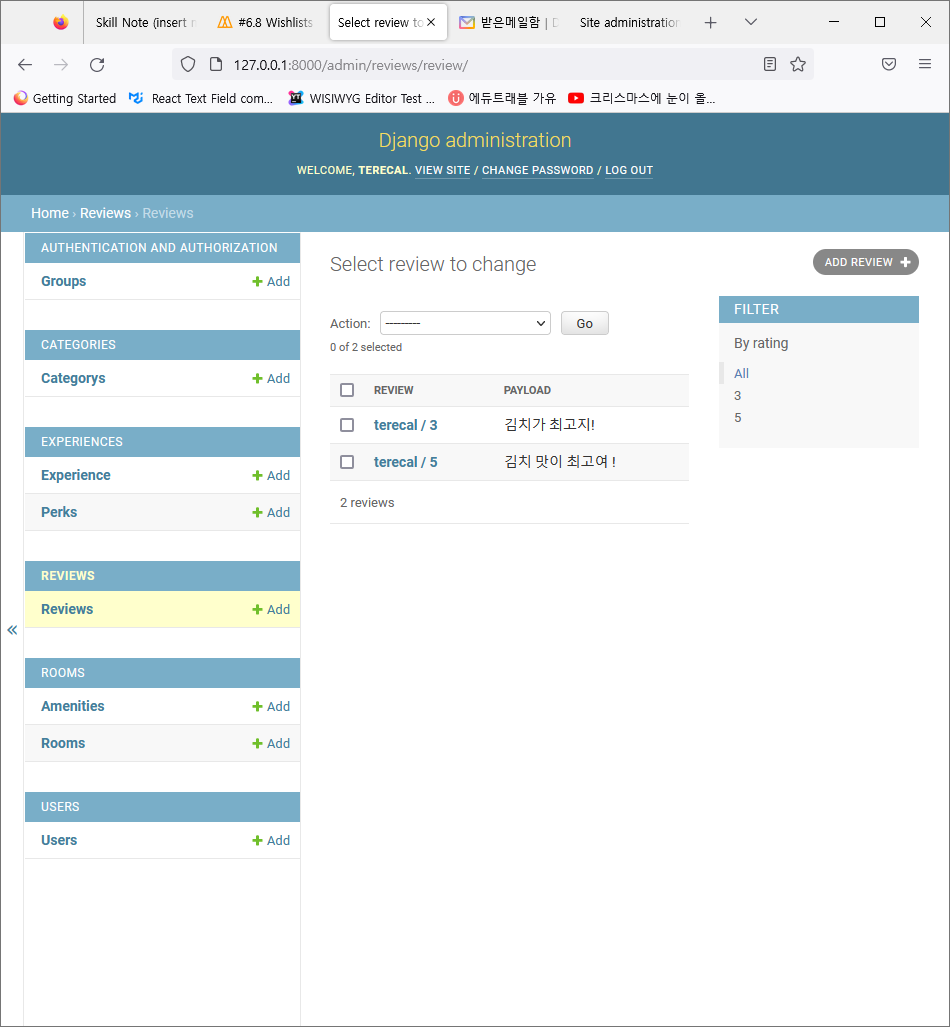 Skill Note (insert n
#6.8 Wishlists
Select review to
받은메일함 | D
Site administration
127.0.0.1:8000/admin/reviews/review/
Getting Started
React Text Field com...
WISIWYG Editor Test ...
에듀트래블 가유
크리스마스에 눈이 올...
Django administration
WELCOME, TERECAL. VIEW SITE / CHANGE PASSWORD / LOG OUT
Home › Reviews › Reviews
AUTHENTICATION AND AUTHORIZATION
Groups
Add
CATEGORIES
Categorys
Add
EXPERIENCES
Experience
Add
Perks
Add
REVIEWS
Reviews
Add
ROOMS
Amenities
Add
Rooms
Add
USERS
Users
Add
«
Select review to change
ADD REVIEW
Action: ---------
Go
0 of 2 selected
REVIEW PAYLOAD
terecal / 3 김치가 최고지!
terecal / 5 김치 맛이 최고여 !
2 reviews
FILTER
By rating
All
3
5